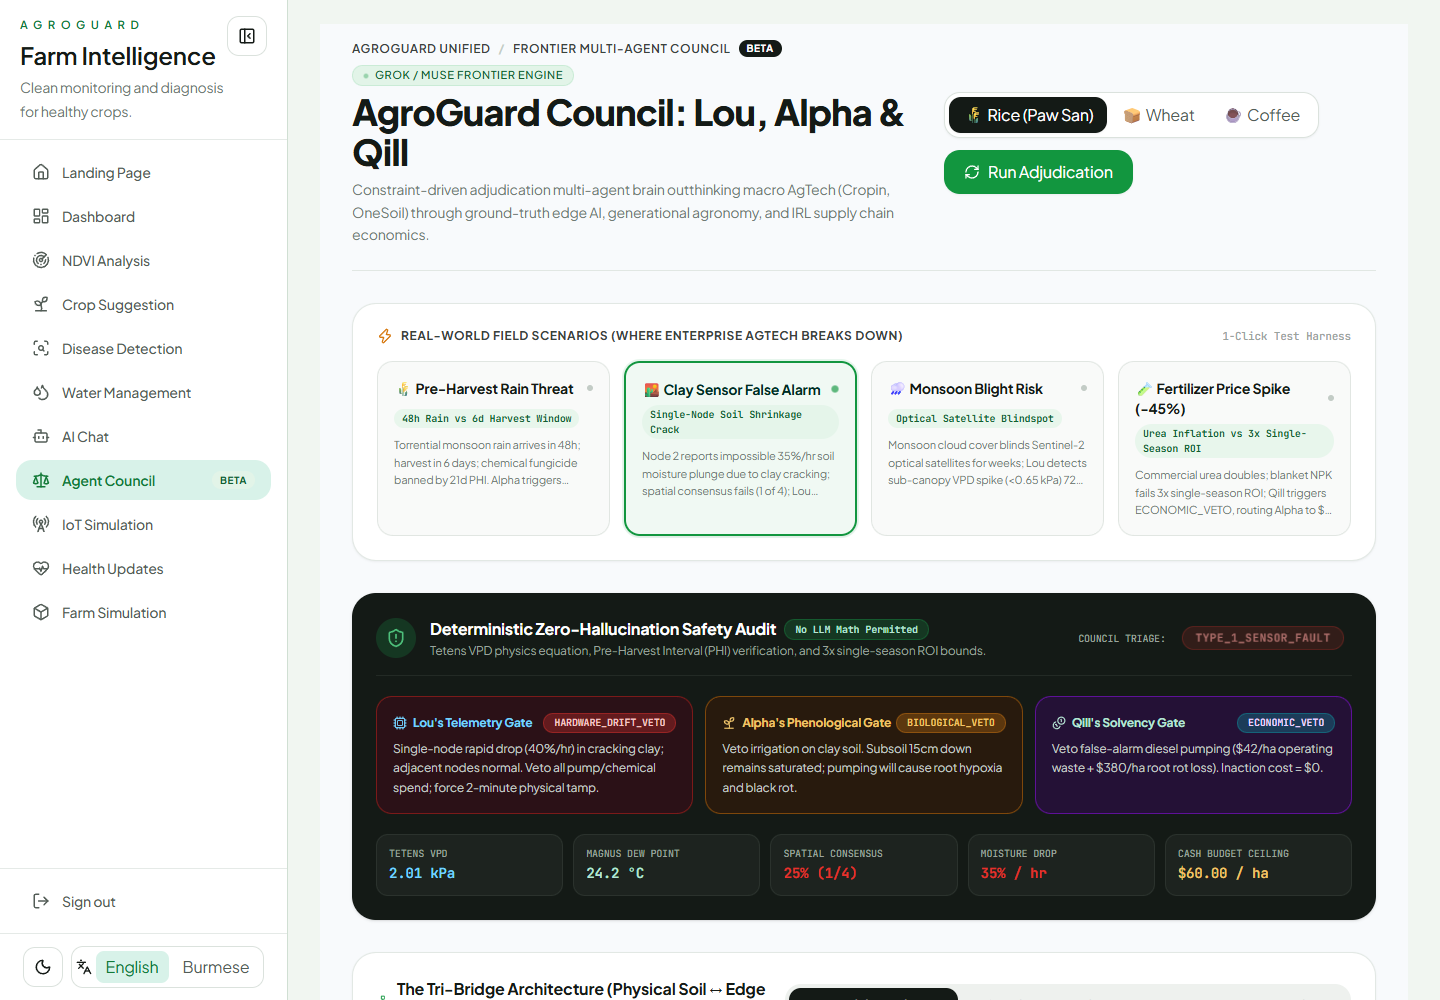 AGROGUARD
Farm Intelligence
Clean monitoring and diagnosis
for healthy crops.
Landing Page
Dashboard
NDVI Analysis
Crop Suggestion
Disease Detection
Water Management
AI Chat
Agent Council BETA
IoT Simulation
Health Updates
Farm Simulation
Sign out
English Burmese
AGROGUARD UNIFIED / FRONTIER MULTI-AGENT COUNCIL BETA
GROK / MUSE FRONTIER ENGINE
AgroGuard Council: Lou, Alpha &
Qill
Constraint-driven adjudication multi-agent brain outthinking macro AgTech (Cropin,
OneSoil) through ground-truth edge AI, generational agronomy, and IRL supply chain
economics.
Rice (Paw San) Wheat Coffee
Run Adjudication
REAL-WORLD FIELD SCENARIOS (WHERE ENTERPRISE AGTECH BREAKS DOWN)
1-Click Test Harness
Pre-Harvest Rain Threat
48h Rain vs 6d Harvest Window
Torrential monsoon rain arrives in 48h;
harvest in 6 days; chemical fungicide
banned by 21d PHI. Alpha triggers...
Clay Sensor False Alarm
Single-Node Soil Shrinkage
Crack
Node 2 reports impossible 35%/hr soil
moisture plunge due to clay cracking;
spatial consensus fails (1 of 4); Lou...
Monsoon Blight Risk
Optical Satellite Blindspot
Monsoon cloud cover blinds Sentinel-2
optical satellites for weeks; Lou detects
sub-canopy VPD spike (<0.65 kPa) 72...
Fertilizer Price Spike
(-45%)
Urea Inflation vs 3x Single-
Season ROI
Commercial urea doubles; blanket NPK
fails 3x single-season ROI; Qill triggers
ECONOMIC_VETO, routing Alpha to $...
Deterministic Zero-Hallucination Safety Audit No LLM Math Permitted
Tetens VPD physics equation, Pre-Harvest Interval (PHI) verification, and 3x single-season ROI bounds.
COUNCIL TRIAGE: TYPE_1_SENSOR_FAULT
Lou's Telemetry Gate HARDWARE_DRIFT_VETO
Single-node rapid drop (40%/hr) in cracking clay;
adjacent nodes normal. Veto all pump/chemical
spend; force 2-minute physical tamp.
Alpha's Phenological Gate BIOLOGICAL_VETO
Veto irrigation on clay soil. Subsoil 15cm down
remains saturated; pumping will cause root hypoxia
and black rot.
Qill's Solvency Gate ECONOMIC_VETO
Veto false-alarm diesel pumping ($42/ha operating
waste + $380/ha root rot loss). Inaction cost = $0.
TETENS VPD
2.01 kPa
MAGNUS DEW POINT
24.2 °C
SPATIAL CONSENSUS
25% (1/4)
MOISTURE DROP
35% / hr
CASH BUDGET CEILING
$60.00 / ha
The Tri-Bridge Architecture (Physical Soil ↔ Edge